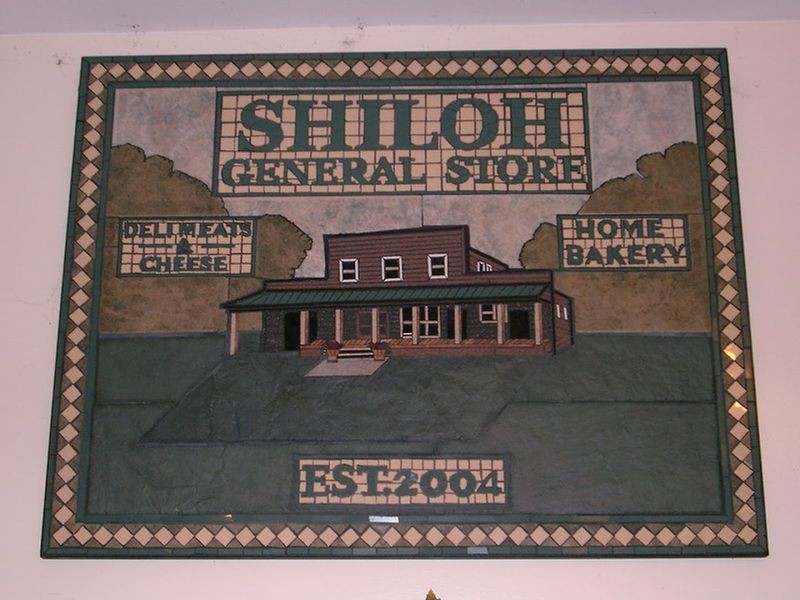 SHILOH
GENERAL STORE
DELI MEATS
&
CHEESE
HOME
BAKERY
EST. 2004